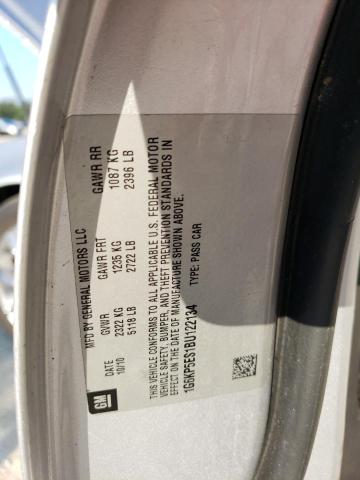 GM
MFD BY GENERAL MOTORS LLC
DATE GVWR GAWR FRT GAWR RR
10/10 2322 KG 1235 KG 1087 KG
5118 LB 2722 LB 2396 LB
THIS VEHICLE CONFORMS TO ALL APPLICABLE U.S. FEDERAL MOTOR
VEHICLE SAFETY, BUMPER, AND THEFT PREVENTION STANDARDS IN
EFFECT ON THE DATE OF MANUFACTURE SHOWN ABOVE.
1G6KP5ES1BU122134 TYPE: PASS CAR